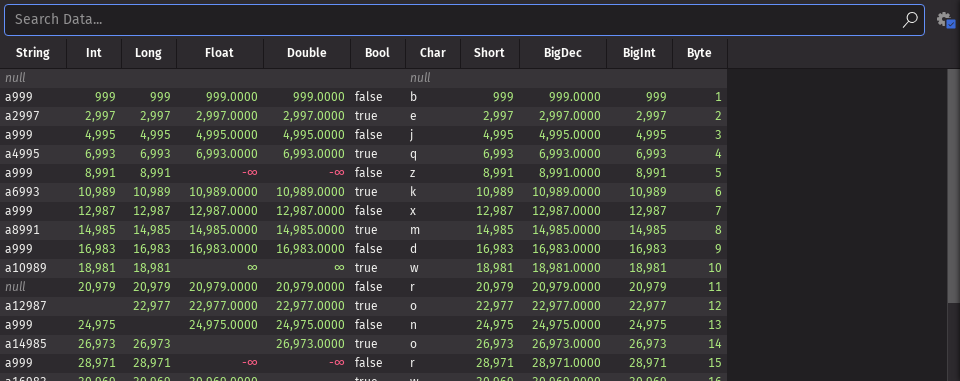 Search Data...
String Int Long Float Double Bool Char Short BigDec BigInt Byte
null null
a999 999 999 999.0000 999.0000 false b 999 999.0000 999 1
a2997 2,997 2,997 2,997.0000 2,997.0000 true e 2,997 2,997.0000 2,997 2
a999 4,995 4,995 4,995.0000 4,995.0000 false j 4,995 4,995.0000 4,995 3
a4995 6,993 6,993 6,993.0000 6,993.0000 true q 6,993 6,993.0000 6,993 4
a999 8,991 8,991 -∞ -∞ false z 8,991 8,991.0000 8,991 5
a6993 10,989 10,989 10,989.0000 10,989.0000 true k 10,989 10,989.0000 10,989 6
a999 12,987 12,987 12,987.0000 12,987.0000 false x 12,987 12,987.0000 12,987 7
a8991 14,985 14,985 14,985.0000 14,985.0000 true m 14,985 14,985.0000 14,985 8
a999 16,983 16,983 16,983.0000 16,983.0000 false d 16,983 16,983.0000 16,983 9
a10989 18,981 18,981 ∞ ∞ true w 18,981 18,981.0000 18,981 10
null 20,979 20,979 20,979.0000 20,979.0000 false r 20,979 20,979.0000 20,979 11
a12987 22,977 22,977.0000 22,977.0000 true o 22,977 22,977.0000 22,977 12
a999 24,975 24,975.0000 24,975.0000 false n 24,975 24,975.0000 24,975 13
a14985 26,973 26,973 26,973.0000 true o 26,973 26,973.0000 26,973 14
a999 28,971 28,971 -∞ -∞ false r 28,971 28,971.0000 28,971 15